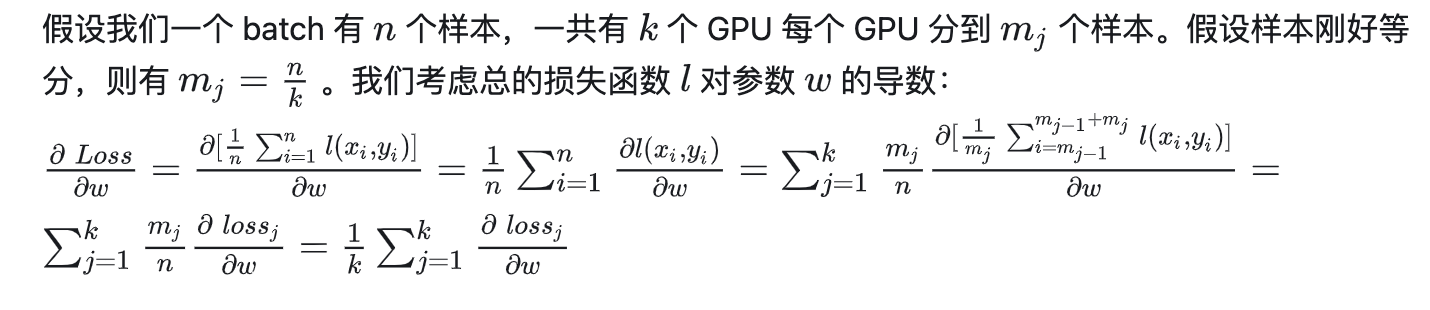 假设我们一个 batch 有 $n$ 个样本，一共有 $k$ 个 GPU 每个 GPU 分到 $m_j$ 个样本。假设样本刚好等
分，则有 $m_j = \frac{n}{k}$ 。我们考虑总的损失函数 $l$ 对参数 $w$ 的导数：
$\frac{\partial\ Loss}{\partial w} = \frac{\partial[\frac{1}{n}\sum_{i=1}^{n} l(x_i,y_i)]}{\partial w} = \frac{1}{n}\sum_{i=1}^{n}\frac{\partial l(x_i,y_i)}{\partial w} = \sum_{j=1}^{k}\frac{m_j}{n}\frac{\partial[\frac{1}{m_j}\sum_{i=m_{j-1}}^{m_{j-1}+m_j} l(x_i,y_i)]}{\partial w} =$
$\sum_{j=1}^{k}\frac{m_j}{n}\frac{\partial\ loss_j}{\partial w} = \frac{1}{k}\sum_{j=1}^{k}\frac{\partial\ loss_j}{\partial w}$